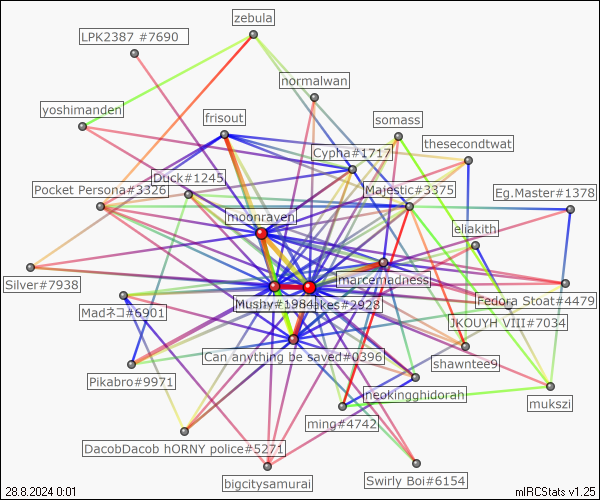 zebula
LPK2387 #7690
normalwan
yoshimanden
frisout
somass
thesecondtwat
Cypha#1717
Duck#1245
Pocket Persona#3326
Majestic#3375
Eg.Master#1378
moonraven
eliakith
marcemadness
Silver#7938
Mushy#1984
akes#2928
Fedora Stoat#4479
Madネコ#6901
JKOUYH VIII#7034
Can anything be saved#0396
shawntee9
Pikabro#9971
neokingghidorah
mukszi
ming#4742
DacobDacob hORNY police#5271
bigcitysamurai
Swirly Boi#6154
28.8.2024 0:01
mIRCStats v1.25